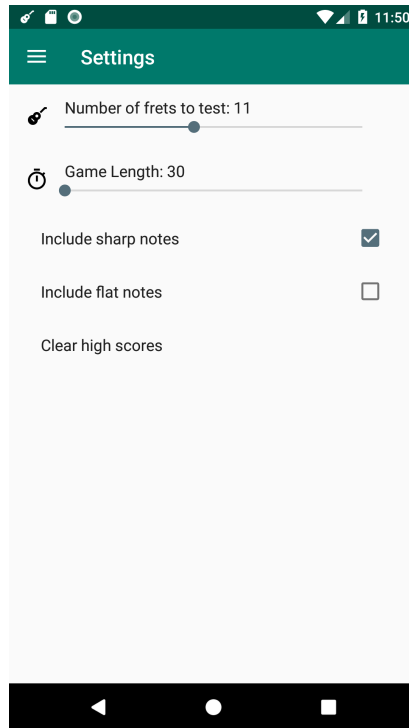 11:50
Settings
Number of frets to test: 11
Game Length: 30
Include sharp notes
Include flat notes
Clear high scores